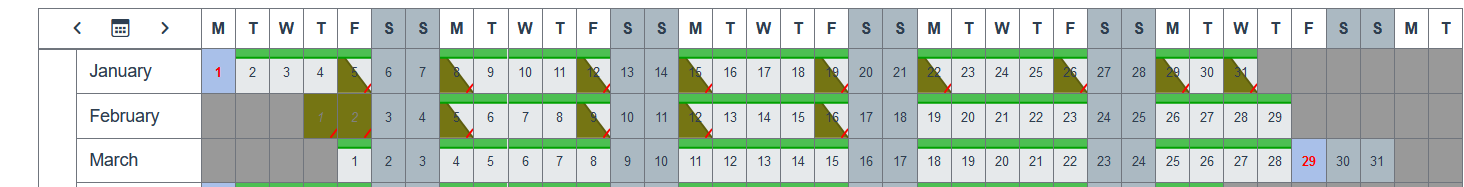 M T W T F S S M T W T F S S M T W T F S S M T W T F S S M T W T F S S M T
January 1 2 3 4 5 6 7 8 9 10 11 12 13 14 15 16 17 18 19 20 21 22 23 24 25 26 27 28 29 30 31
February 1 2 3 4 5 6 7 8 9 10 11 12 13 14 15 16 17 18 19 20 21 22 23 24 25 26 27 28 29
March 1 2 3 4 5 6 7 8 9 10 11 12 13 14 15 16 17 18 19 20 21 22 23 24 25 26 27 28 29 30 31